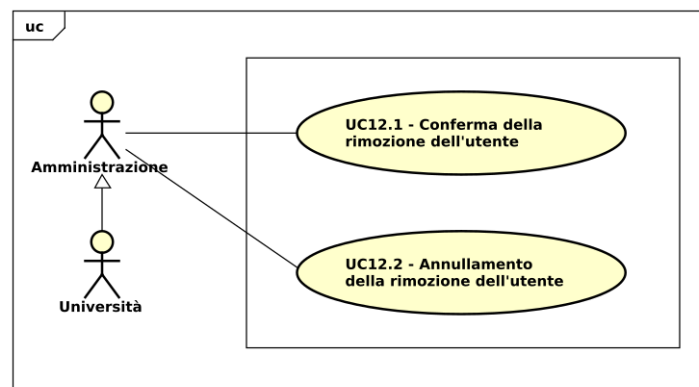 uc
UC12.1 - Conferma della
rimozione dell'utente
Amministrazione
UC12.2 - Annullamento
della rimozione dell'utente
Università